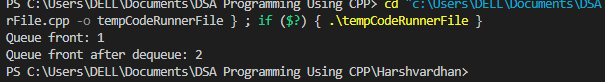 PS C:\Users\DELL\Documents\DSA Programming Using CPP> cd "c:\Users\DELL\Documents\DSA
rFile.cpp -o tempCodeRunnerFile } ; if ($?) { .\tempCodeRunnerFile }
Queue front: 1
Queue front after dequeue: 2
PS C:\Users\DELL\Documents\DSA Programming Using CPP\Harshvardhan>